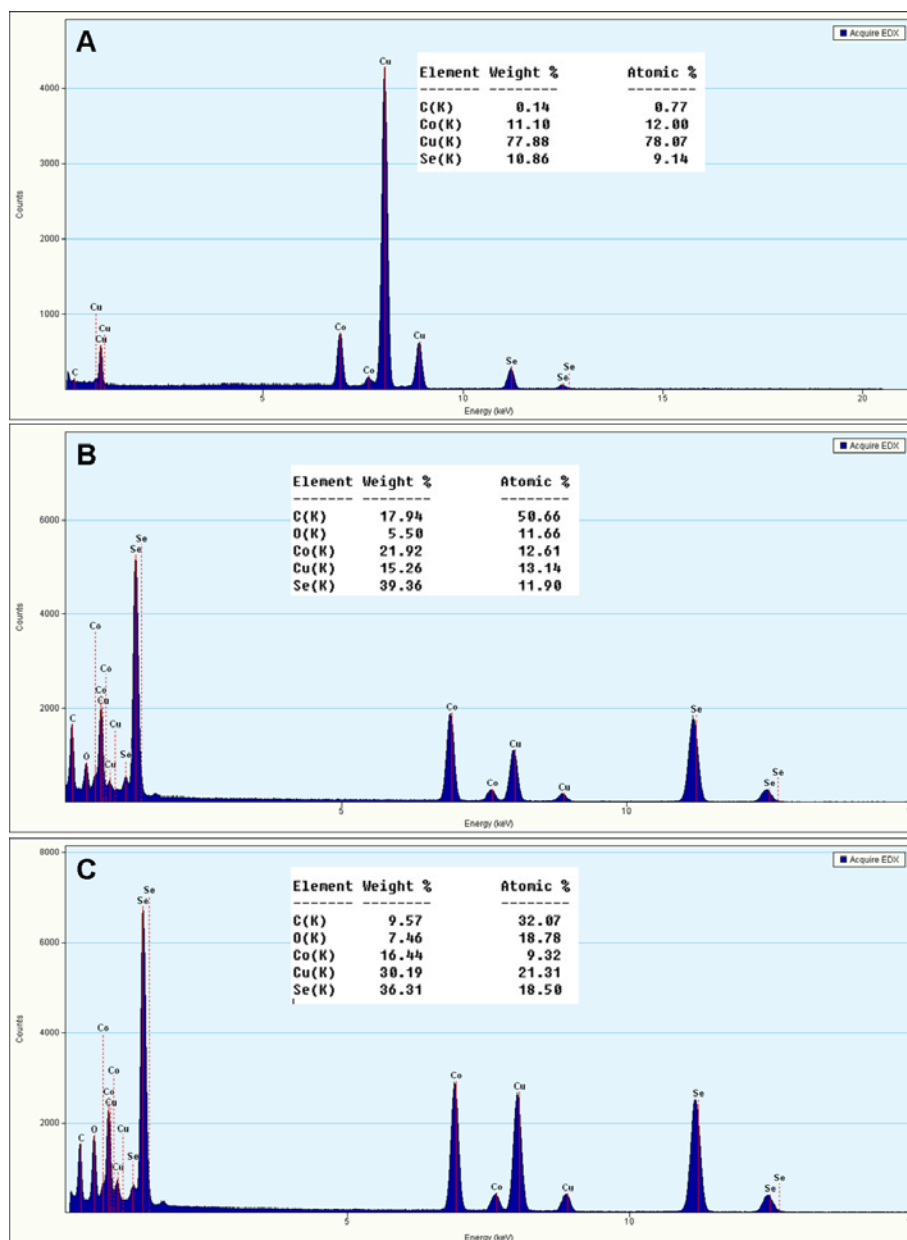 A
Acquire EDX
Element Weight % Atomic %
------- -------- --------
C(K) 0.14 0.77
Co(K) 11.10 12.00
Cu(K) 77.88 78.07
Se(K) 10.86 9.14
Cu
4000
3000
Counts
2000
1000
Cu
Cu
Cu
Co
Cu
C
Co
Se
Se
Se
5 10 15 20
Energy (keV)
B
Acquire EDX
Element Weight % Atomic %
------- -------- --------
C(K) 17.94 50.66
O(K) 5.50 11.66
Co(K) 21.92 12.61
Cu(K) 15.26 13.14
Se(K) 39.36 11.90
6000
Se
Se
4000
Counts
Co
Co
2000
Co
Cu
C
Cu
O
Cu
Se
Co
Co
Cu
Cu
Se
Se
Se
5 10 1
Energy (keV)
C
Acquire EDX
Element Weight % Atomic %
------- -------- --------
C(K) 9.57 32.07
O(K) 7.46 18.78
Co(K) 16.44 9.32
Cu(K) 30.19 21.31
Se(K) 36.31 18.50
8000
Se
Se
6000
Counts
4000
Co
Co
Co
Cu
2000
C
O
Cu
Cu
Se
Co
Co
Cu
Cu
Se
Se
Se
5 10
Energy (keV)